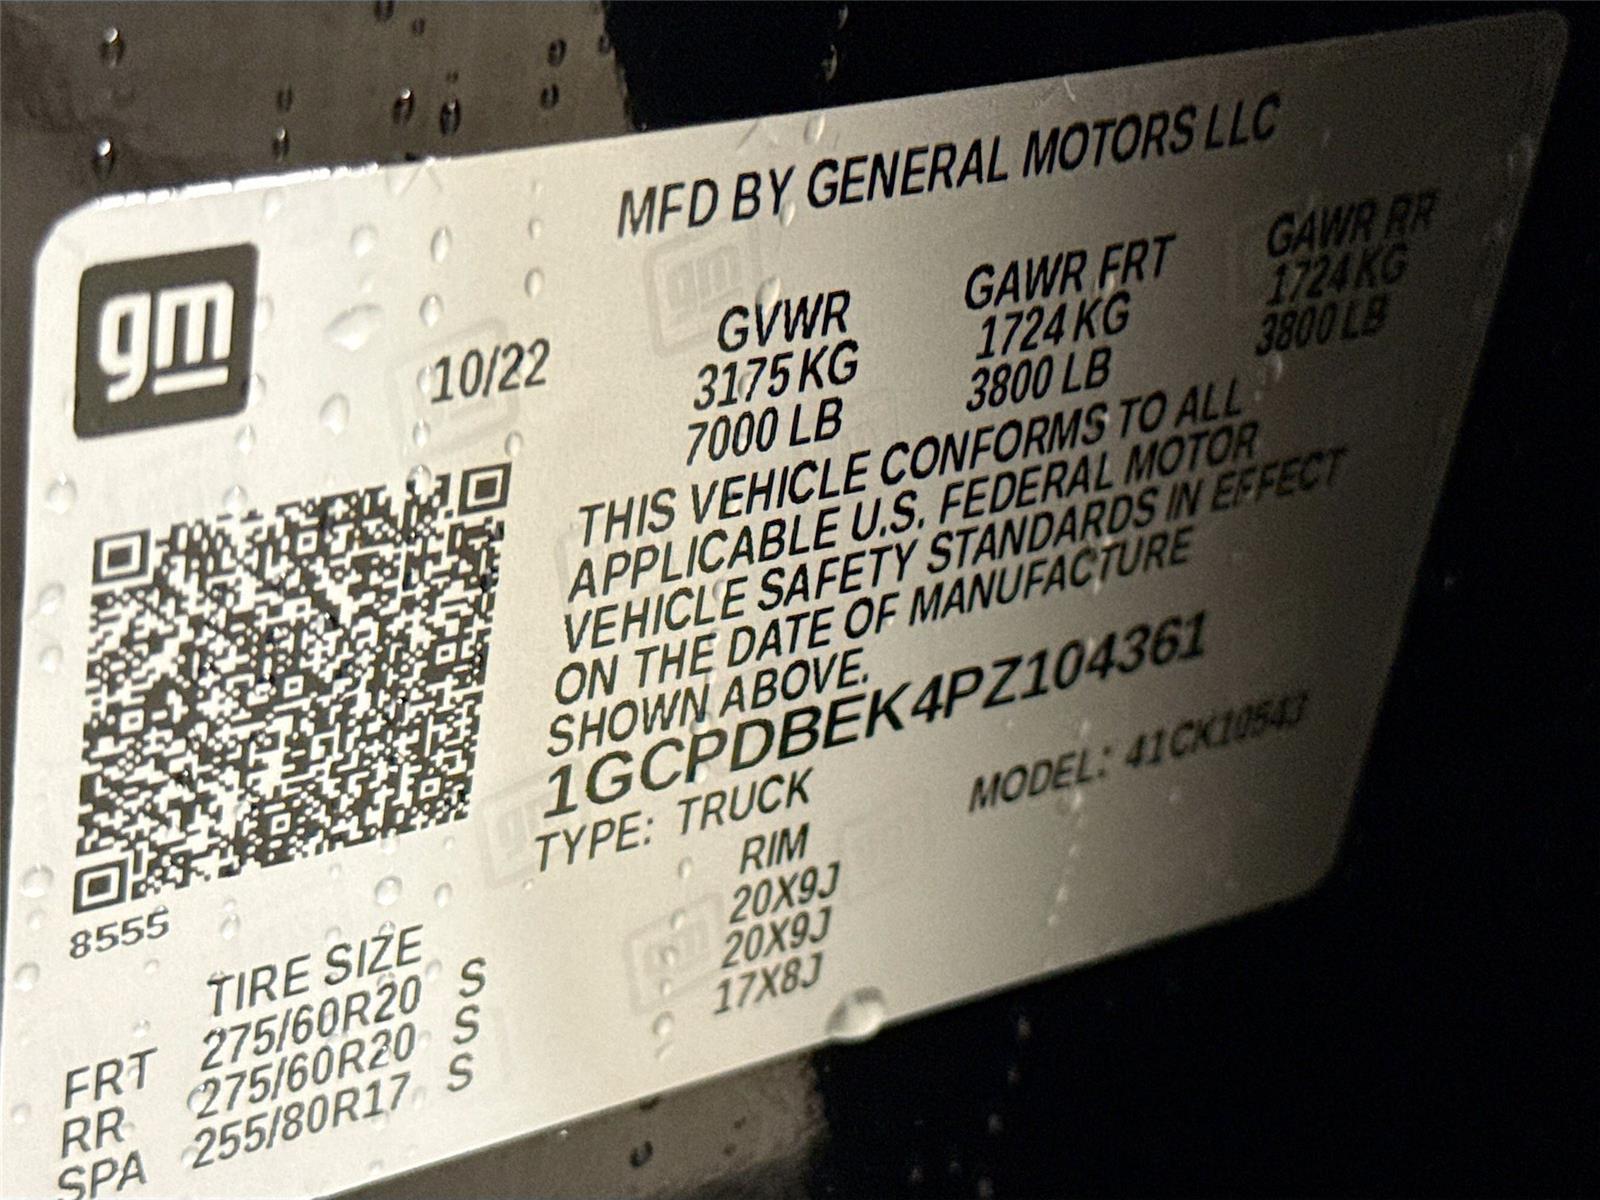 MFD BY GENERAL MOTORS LLC
gm
10/22
GVWR
3175 KG
7000 LB
GAWR FRT
1724 KG
3800 LB
GAWR RR
1724 KG
3800 LB
THIS VEHICLE CONFORMS TO ALL
APPLICABLE U.S. FEDERAL MOTOR
VEHICLE SAFETY STANDARDS IN EFFECT
ON THE DATE OF MANUFACTURE
SHOWN ABOVE.
1GCPDBEK4PZ104361
TYPE: TRUCK
MODEL: 41CK10543
8555
TIRE SIZE
RIM
FRT 275/60R20 S 20X9J
RR 275/60R20 S 20X9J
SPA 255/80R17 S 17X8J